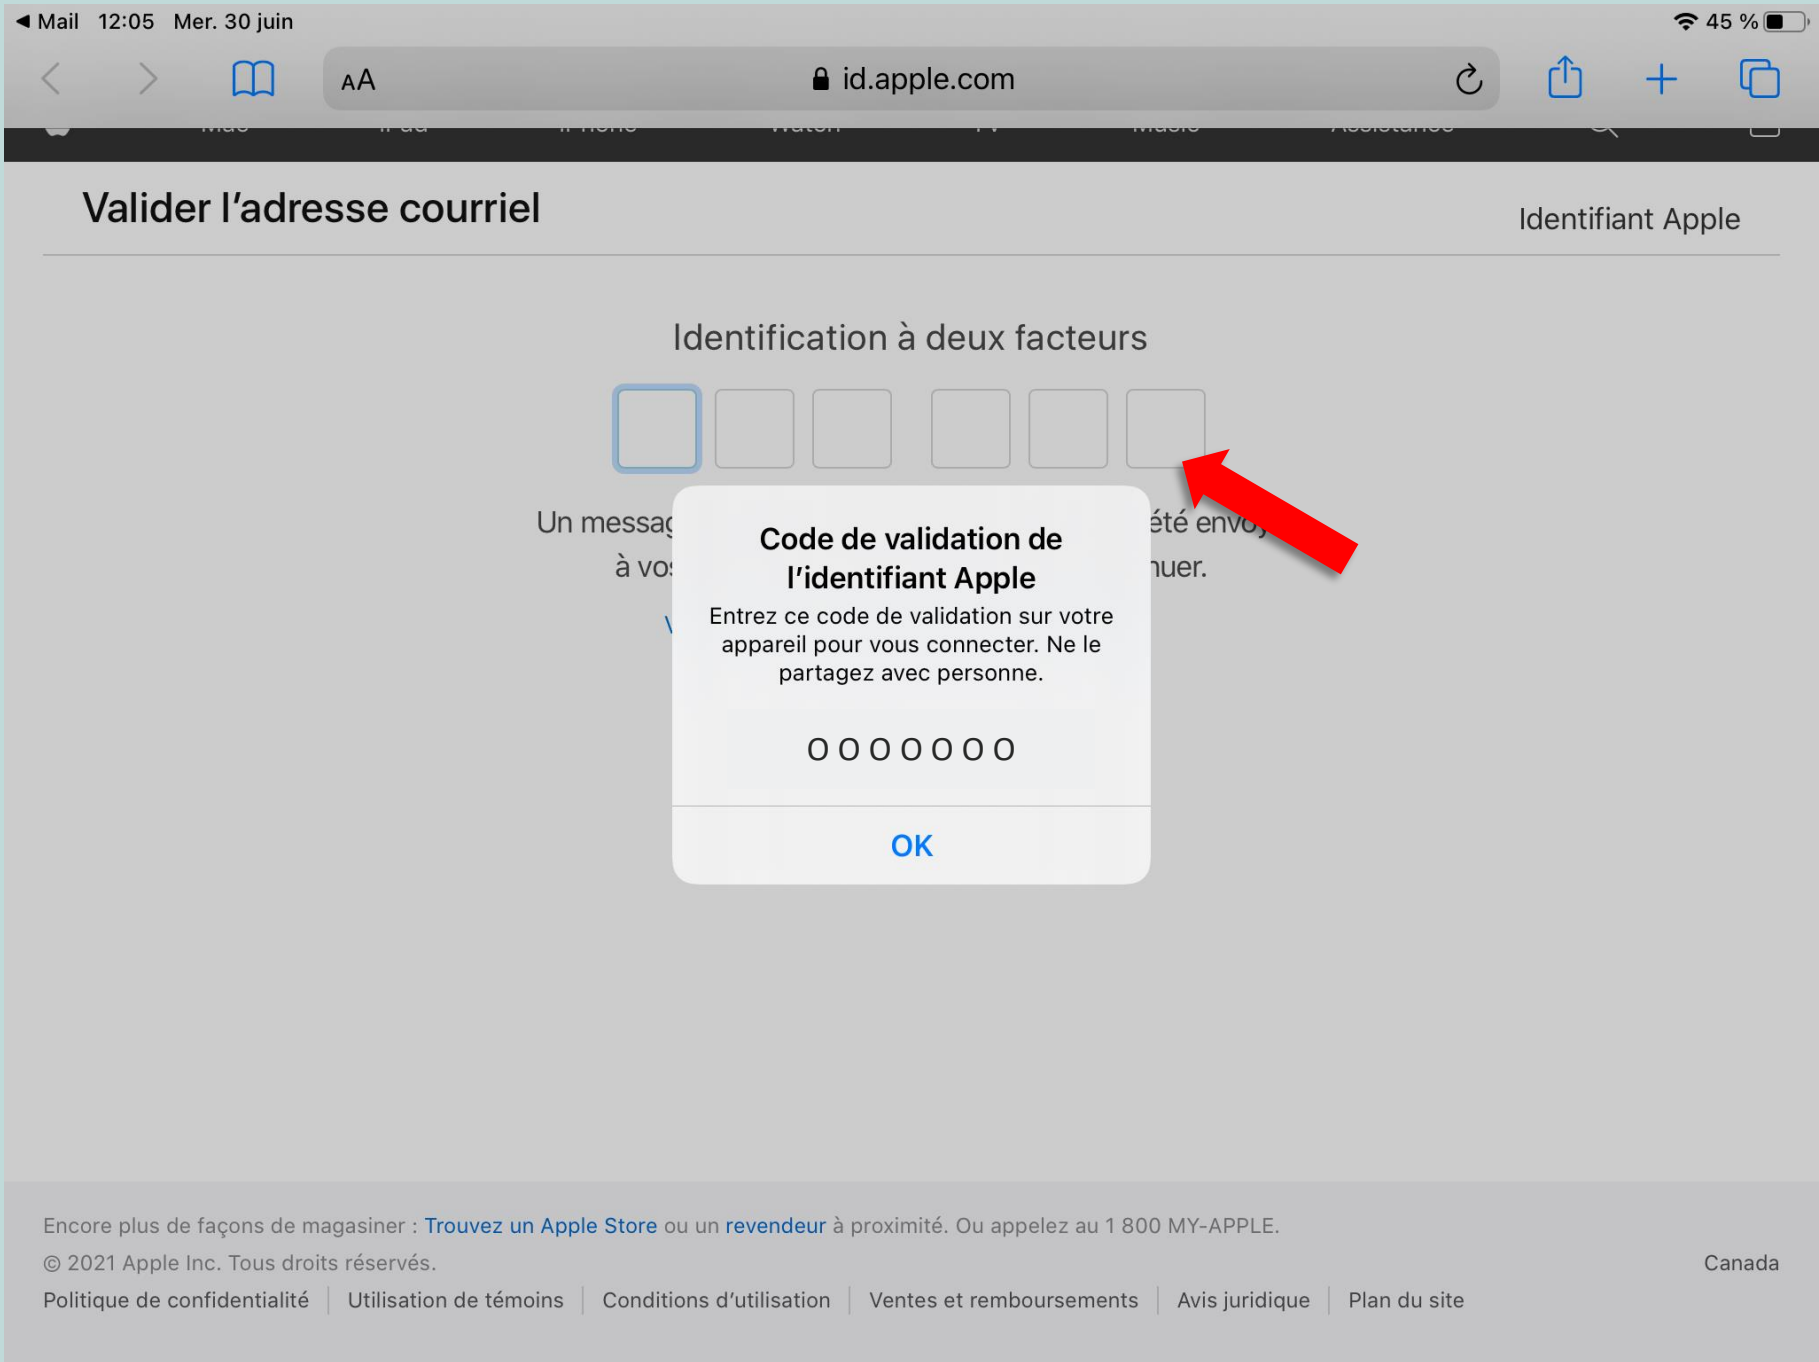 Mail 12:05 Mer. 30 juin 45 %
AA id.apple.com
Valider l'adresse courriel
Identifiant Apple
Identification à deux facteurs
Un été
à nuer.
Code de validation de
l'identifiant Apple
Entrez ce code de validation sur votre
appareil pour vous connecter. Ne le
partagez avec personne.
O O O O O O O
OK
Encore plus de façons de magasiner : Trouvez un Apple Store ou un revendeur à proximité. Ou appelez au 1 800 MY-APPLE.
© 2021 Apple Inc. Tous droits réservés.
Canada
Politique de confidentialité Utilisation de témoins Conditions d'utilisation Ventes et remboursements Avis juridique Plan du site